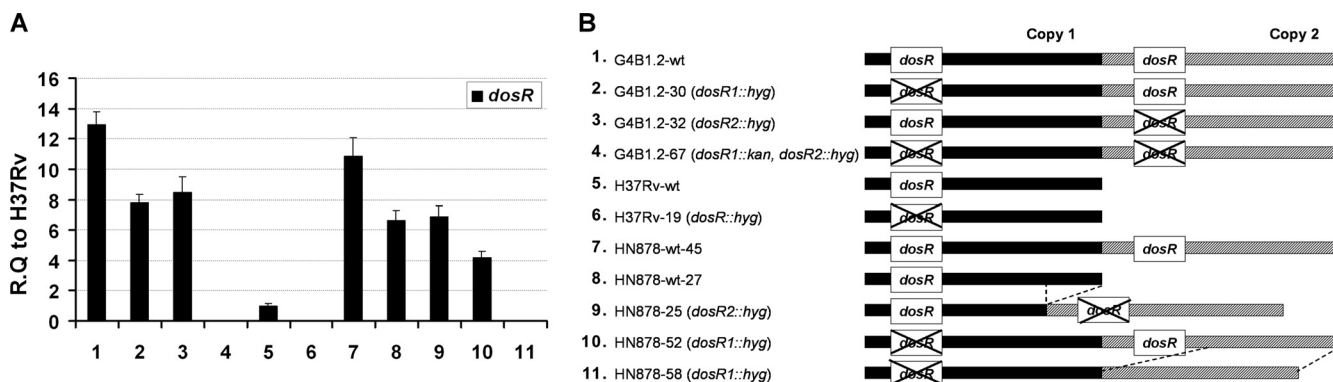 A
R.Q to H37Rv
16
14
12
10
8
6
4
2
0
dosR
1 2 3 4 5 6 7 8 9 10 11
B
Copy 1 Copy 2
1. G4B1.2-wt dosR dosR
2. G4B1.2-30 (dosR1::hyg) dosR dosR
3. G4B1.2-32 (dosR2::hyg) dosR dosR
4. G4B1.2-67 (dosR1::kan, dosR2::hyg) dosR dosR
5. H37Rv-wt dosR
6. H37Rv-19 (dosR::hyg) dosR
7. HN878-wt-45 dosR dosR
8. HN878-wt-27 dosR
9. HN878-25 (dosR2::hyg) dosR dosR
10. HN878-52 (dosR1::hyg) dosR dosR
11. HN878-58 (dosR1::hyg) dosR